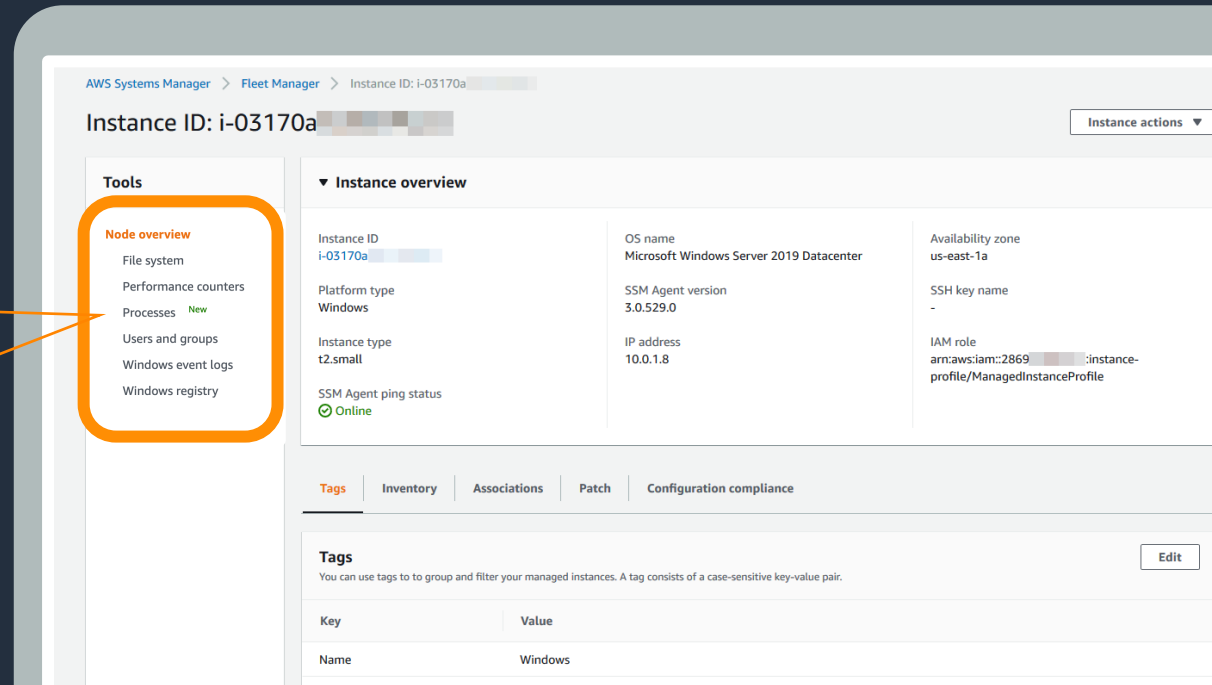 AWS Systems Manager > Fleet Manager > Instance ID: i-03170a
Instance ID: i-03170a
Instance actions ▼
Tools
Node overview
File system
Performance counters
Processes New
Users and groups
Windows event logs
Windows registry
▼ Instance overview
Instance ID
i-03170a
Platform type
Windows
Instance type
t2.small
SSM Agent ping status
Online
OS name
Microsoft Windows Server 2019 Datacenter
SSM Agent version
3.0.529.0
IP address
10.0.1.8
Availability zone
us-east-1a
SSH key name
-
IAM role
arn:aws:iam::2869 :instance-
profile/ManagedInstanceProfile
Tags Inventory Associations Patch Configuration compliance
Tags
Edit
You can use tags to to group and filter your managed instances. A tag consists of a case-sensitive key-value pair.
Key Value
Name Windows